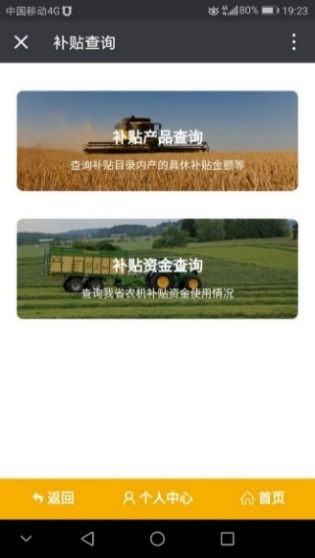 中国移动4G 80% 19:23
补贴查询
补贴产品查询
查询补贴目录内产的具休补贴金额等
补贴资金查询
查询我省农机补贴资金使用情况
返回 个人中心 首页